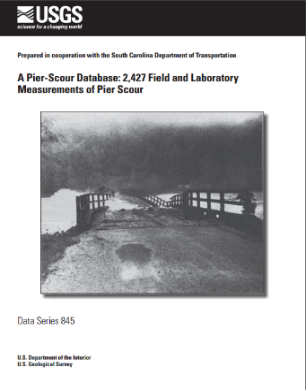 USGS
science for a changing world
Prepared in cooperation with the South Carolina Department of Transportation
A Pier-Scour Database: 2,427 Field and Laboratory
Measurements of Pier Scour
Data Series 845
U.S. Department of the Interior
U.S. Geological Survey